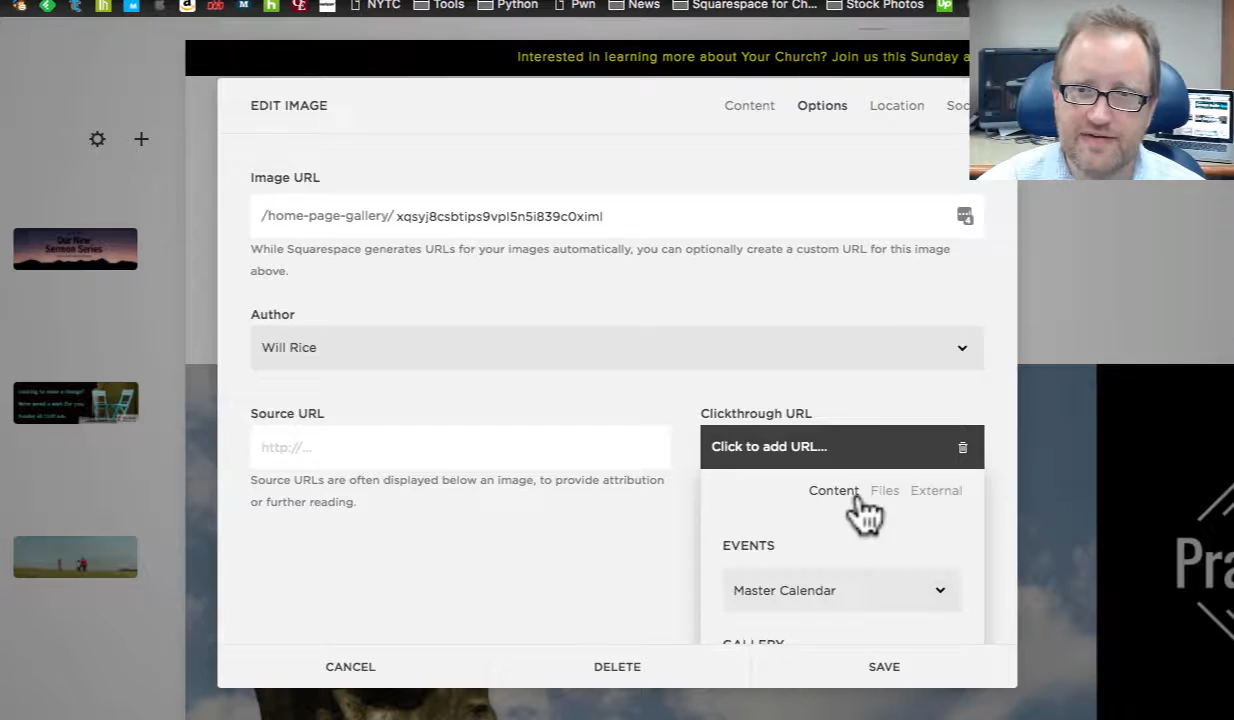 NYTC Tools Python Pwn News Squarespace for Ch... Stock Photos Up
Interested in learning more about Your Church? Join us this Sunday a
EDIT IMAGE Content Options Location Soc
Image URL
/home-page-gallery/ xqsyj8csbtips9vpl5n5i839c0ximl
While Squarespace generates URLs for your images automatically, you can optionally create a custom URL for this image
above.
Our New
Sermon Series
Author
Will Rice
Source URL
http://...
Source URLs are often displayed below an image, to provide attribution
or further reading.
Clickthrough URL
Click to add URL...
Content Files External
EVENTS
Master Calendar
GALLERY
Pra
CANCEL DELETE SAVE